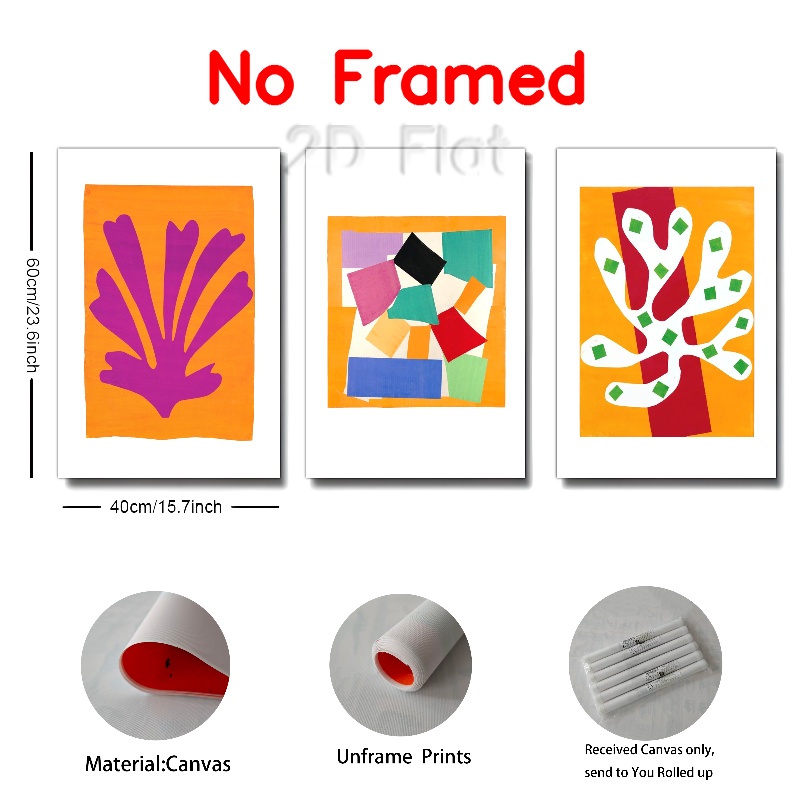 No Framed
2D Flat
60cm/23.6inch
40cm/15.7inch
Material:Canvas
Unframe Prints
Received Canvas only,
send to You Rolled up